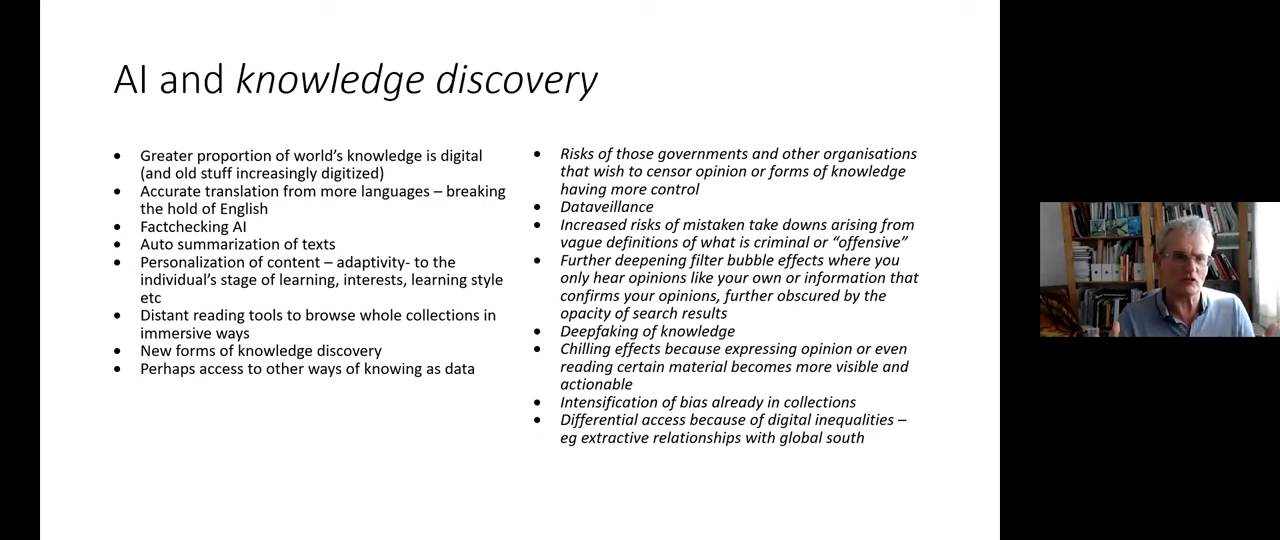 AI and knowledge discovery
• Greater proportion of world's knowledge is digital
(and old stuff increasingly digitized)
• Accurate translation from more languages – breaking
the hold of English
• Factchecking AI
• Auto summarization of texts
• Personalization of content – adaptivity- to the
individual's stage of learning, interests, learning style
etc
• Distant reading tools to browse whole collections in
immersive ways
• New forms of knowledge discovery
• Perhaps access to other ways of knowing as data
• Risks of those governments and other organisations
that wish to censor opinion or forms of knowledge
having more control
• Dataveillance
• Increased risks of mistaken take downs arising from
vague definitions of what is criminal or “offensive”
• Further deepening filter bubble effects where you
only hear opinions like your own or information that
confirms your opinions, further obscured by the
opacity of search results
• Deepfaking of knowledge
• Chilling effects because expressing opinion or even
reading certain material becomes more visible and
actionable
• Intensification of bias already in collections
• Differential access because of digital inequalities –
eg extractive relationships with global south